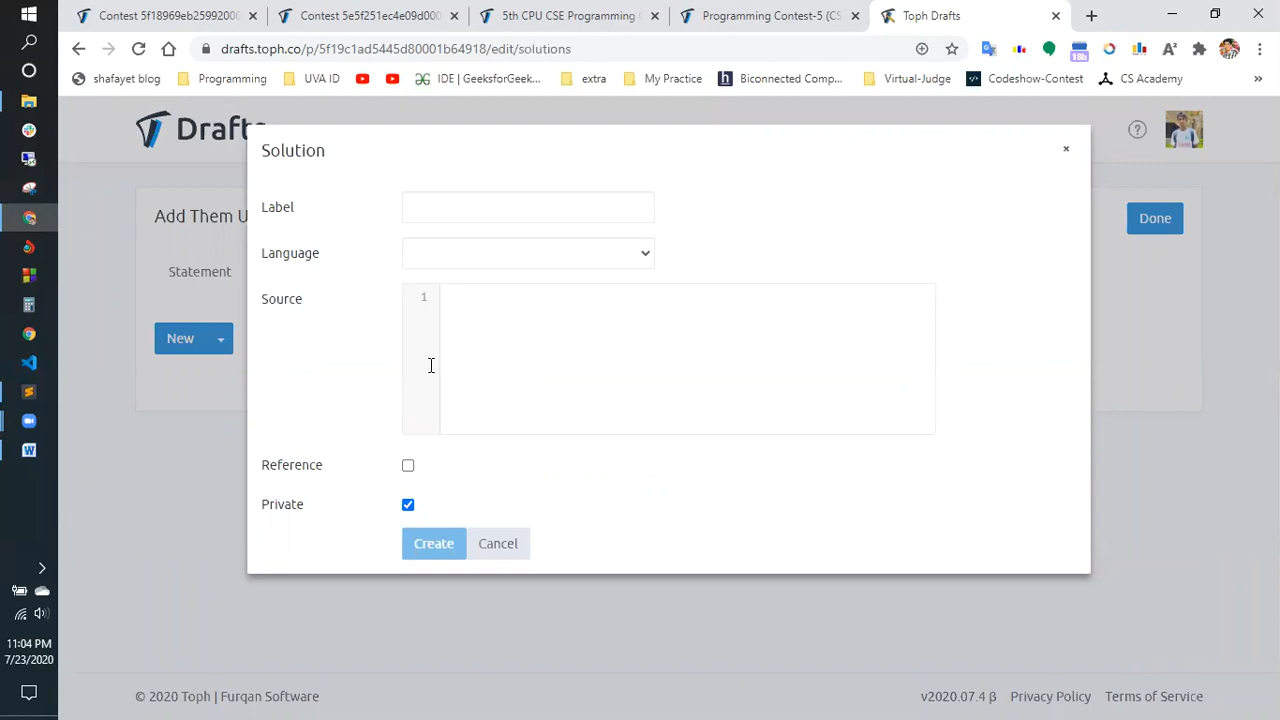 Contest 5f18969eb2599200(
Contest 5e5f251ec4e09d000
5th CPU CSE Programming C
Programming Contest-5 (CS
Toph Drafts
drafts.toph.co/p/5f19c1ad5445d80001b64918/edit/solutions
18h
shafayet blog
Programming
UVA ID
IDE | GeeksforGeek...
extra
My Practice
Biconnected Comp...
Virtual-Judge
Codeshow-Contest
CS Academy
»
Drafts
Solution
×
Label
Add Them U
Done
Language
Statement
Source
1
New
Reference
Private
Create
Cancel
11:04 PM
7/23/2020
© 2020 Toph | Furqan Software
v2020.07.4 β
Privacy Policy
Terms of Service